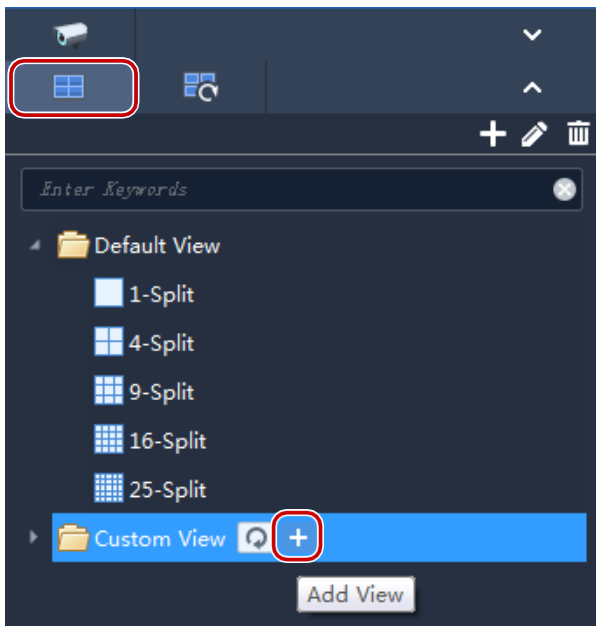 Enter Keywords
Default View
1-Split
4-Split
9-Split
16-Split
25-Split
Custom View
Add View